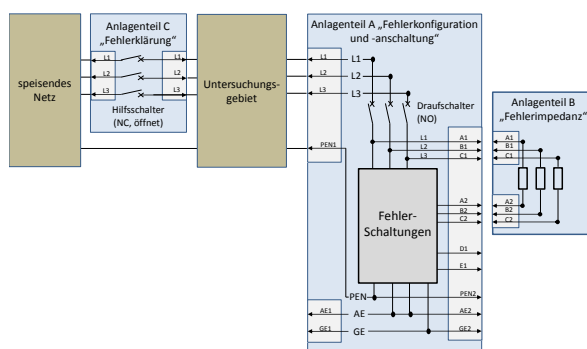 speisendes
Netz
Anlagenteil C
„Fehlerklärung"
L1
L1
L2
L2
L3
L3
Hilfsschalter
(NC, öffnet)
Untersuchungs-
gebiet
Anlagenteil A „Fehlerkonfiguration
und -anschaltung"
L1
L1
L2
L2
L3
L3
Draufschalter
(NO)
PEN1
L1
A1
L2
B1
L3
C1
Fehler-
Schaltungen
A2
B2
C2
D1
E1
PEN
PEN2
AE1
AE
AE2
GE1
GE
GE2
Anlagenteil B
„Fehlerimpedanz"
A1
B1
C1
A2
B2
C2